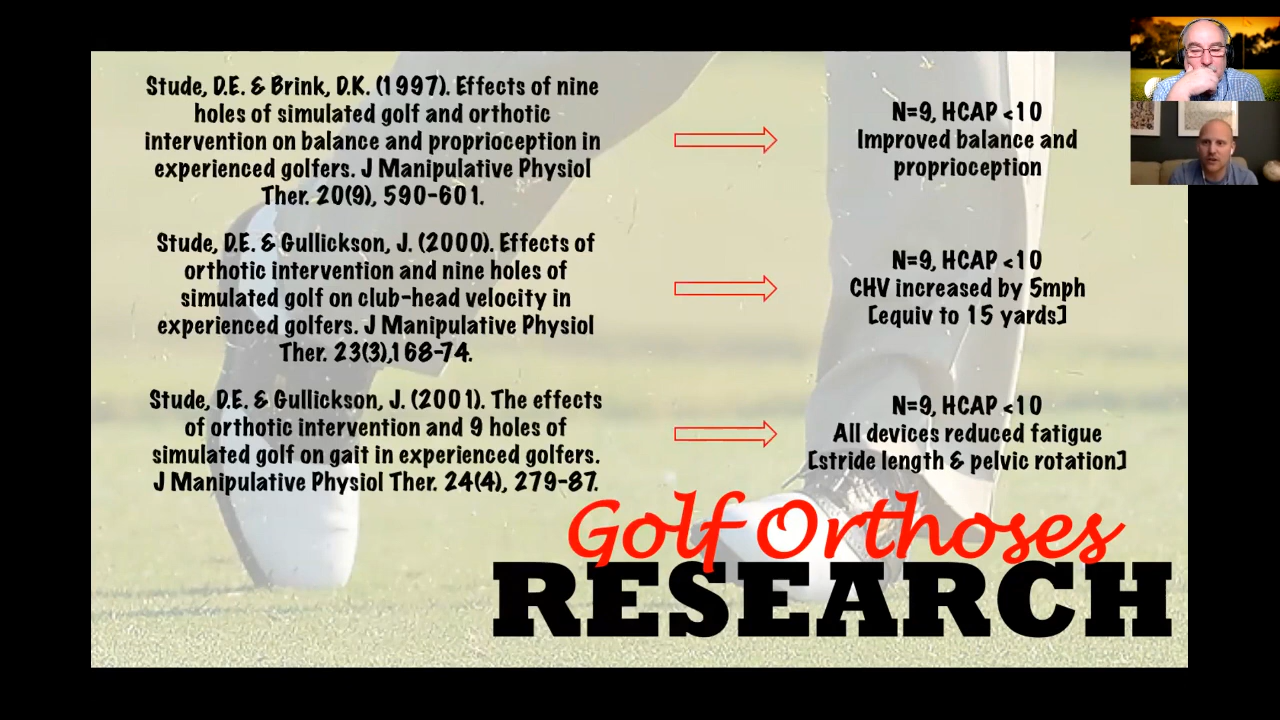 Stude, D.E. & Brink, D.K. (1997). Effects of nine
holes of simulated golf and orthotic
intervention on balance and proprioception in
experienced golfers. J Manipulative Physiol
Ther. 20(9), 590-601.
N=9, HCAP <10
Improved balance and
proprioception
Stude, D.E. & Gullickson, J. (2000). Effects of
orthotic intervention and nine holes of
simulated golf on club-head velocity in
experienced golfers. J Manipulative Physiol
Ther. 23(3),168-74.
N=9, HCAP <10
CHV increased by 5mph
[equiv to 15 yards]
Stude, D.E. & Gullickson, J. (2001). The effects
of orthotic intervention and 9 holes of
simulated golf on gait in experienced golfers.
J Manipulative Physiol Ther. 24(4), 279-87.
N=9, HCAP <10
All devices reduced fatigue
[stride length & pelvic rotation]
Golf Orthoses
RESEARCH